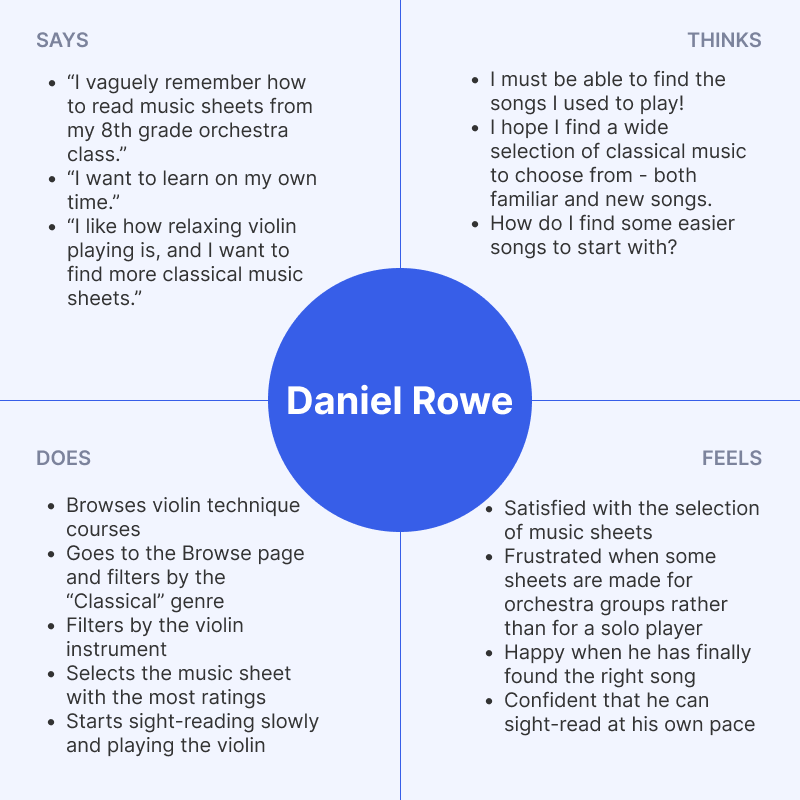 SAYS
• “I vaguely remember how
to read music sheets from
my 8th grade orchestra
class.”
• “I want to learn on my own
time.”
• “I like how relaxing violin
playing is, and I want to
find more classical music
sheets.”
THINKS
• I must be able to find the
songs I used to play!
• I hope I find a wide
selection of classical music
to choose from - both
familiar and new songs.
• How do I find some easier
songs to start with?
Daniel Rowe
DOES
• Browses violin technique
courses
• Goes to the Browse page
and filters by the
“Classical” genre
• Filters by the violin
instrument
• Selects the music sheet
with the most ratings
• Starts sight-reading slowly
and playing the violin
FEELS
• Satisfied with the selection
of music sheets
• Frustrated when some
sheets are made for
orchestra groups rather
than for a solo player
• Happy when he has finally
found the right song
• Confident that he can
sight-read at his own pace